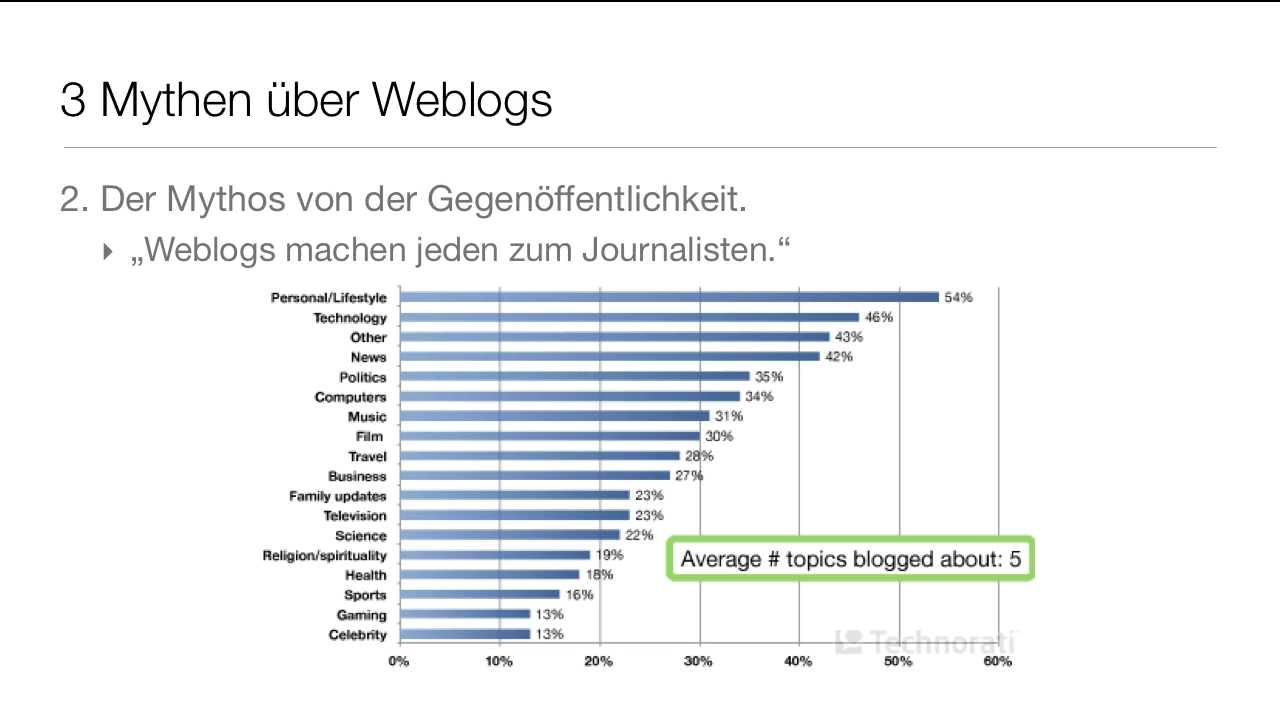 3 Mythen über Weblogs
2. Der Mythos von der Gegenöffentlichkeit.
‣ „Weblogs machen jeden zum Journalisten.“
Personal/Lifestyle 54%
Technology 46%
Other 43%
News 42%
Politics 35%
Computers 34%
Music 31%
Film 30%
Travel 28%
Business 27%
Family updates 23%
Television 23%
Science 22%
Religion/spirituality 19%
Average # topics blogged about: 5
Health 18%
Sports 16%
Gaming 13%
Celebrity 13%
Technorati
0% 10% 20% 30% 40% 50% 60%